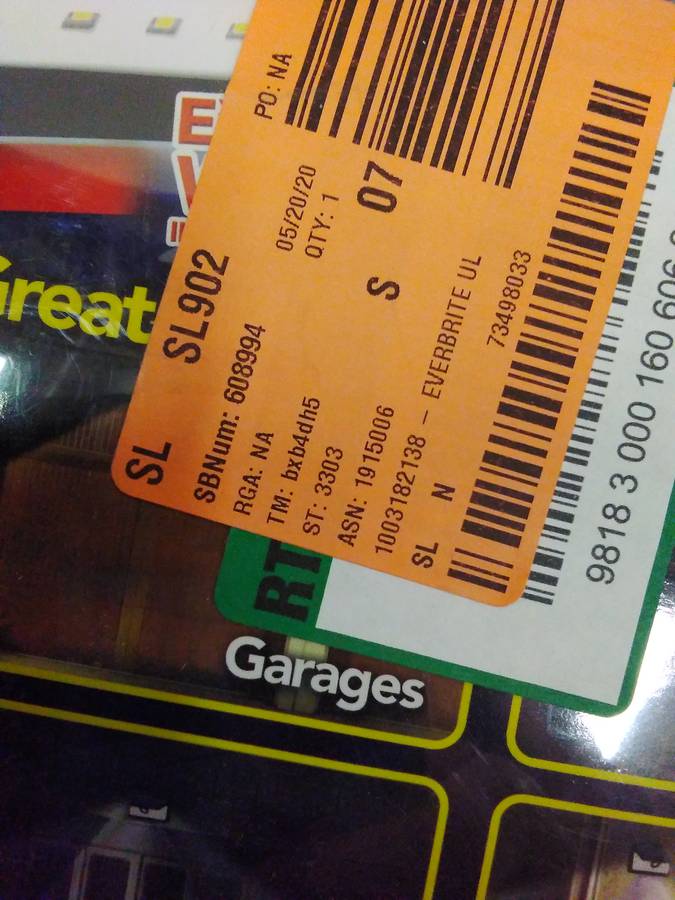 SL SL902
SBNum: 608994
RGA: NA
PO: NA
TM: bxb4dh5
05/20/20
ST: 3303
QTY: 1
ASN: 1915006
S 07
1003182138 – EVERBRITE UL
SL N
73498033
9818 3 000 160 606
RT
Great
Garages